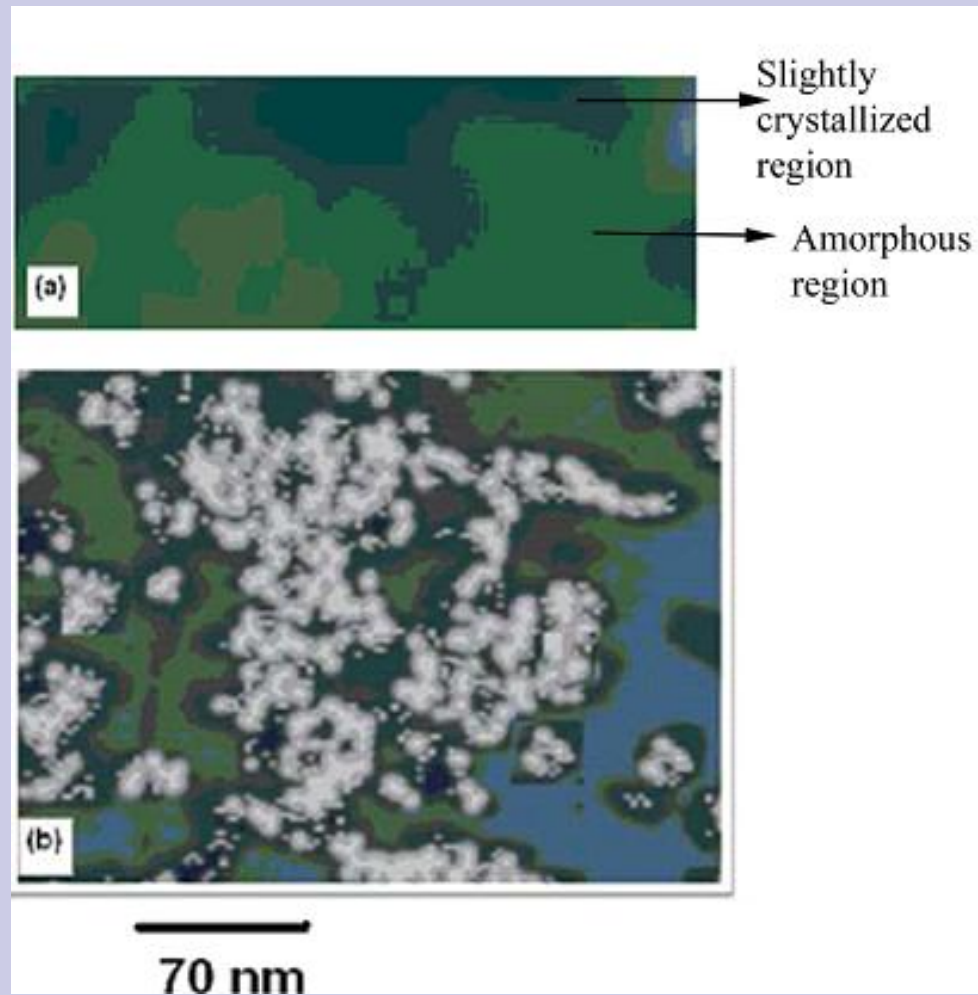 Slightly
crystallized
region
Amorphous
region
(a)
(b)
70 nm